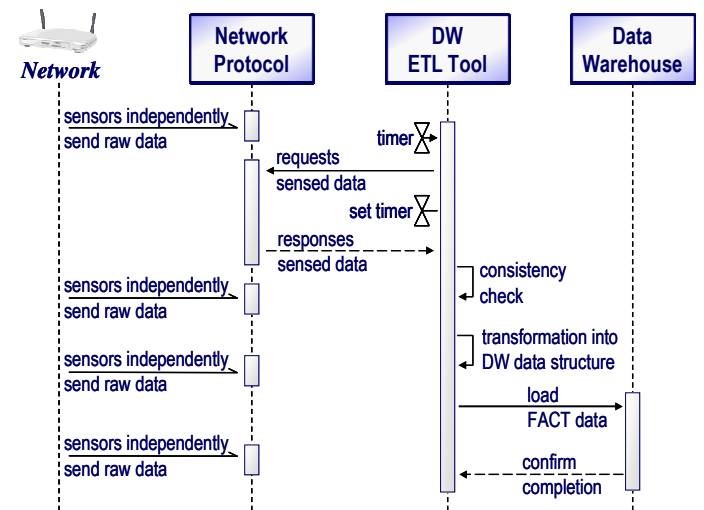 Network
Network
Protocol
DW
ETL Tool
Data
Warehouse
sensors independently
send raw data
timer
requests
sensed data
set timer
responses
sensed data
consistency
check
sensors independently
send raw data
transformation into
DW data structure
sensors independently
send raw data
load
FACT data
sensors independently
send raw data
confirm
completion